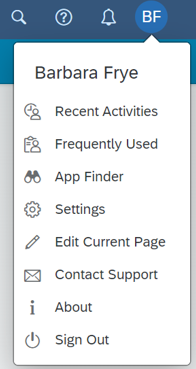 BF
Barbara Frye
Recent Activities
Frequently Used
App Finder
Settings
Edit Current Page
Contact Support
About
Sign Out